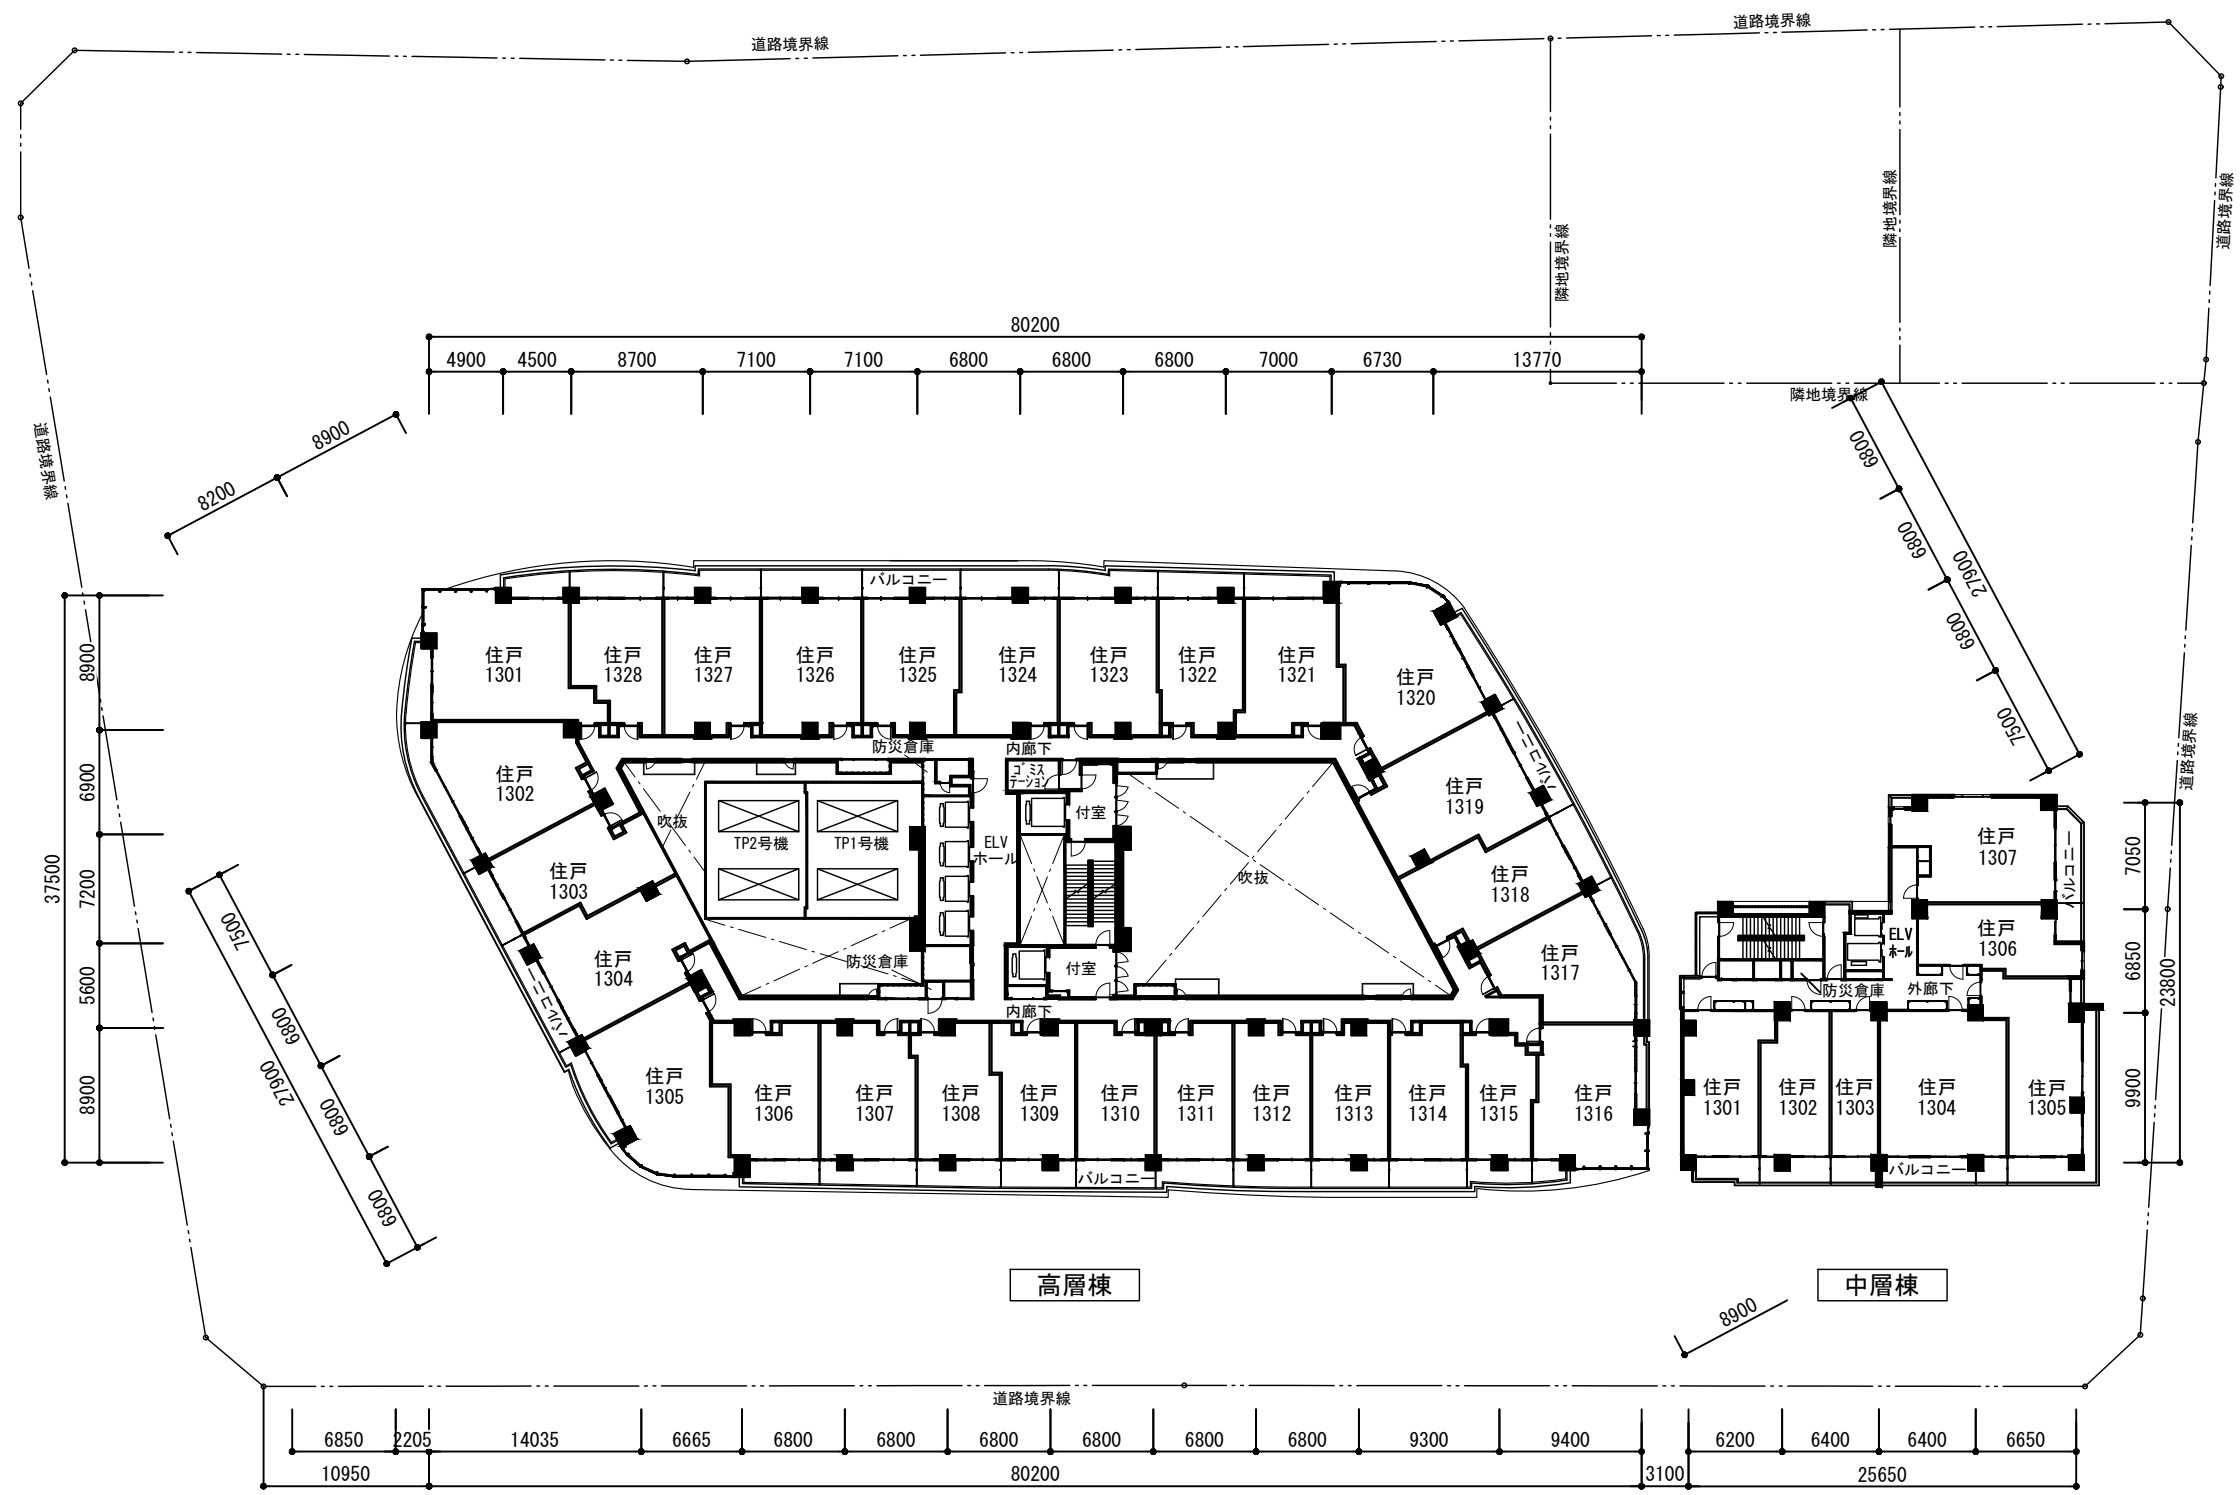 道路境界線
道路境界線
道路境界線
隣地境界線
隣地境界線
隣地境界線
道路境界線
道路境界線
80200
4900 4500 8700 7100 7100 6800 6800 6800 7000 6730 13770
8200 8900
6800 6800 6800 7500
27900
37500
8900 6900 7200 5600 8900
7500 6800 6800 6800
27900
バルコニー
住戸
1301
住戸
1328
住戸
1327
住戸
1326
住戸
1325
住戸
1324
住戸
1323
住戸
1322
住戸
1321
住戸
1320
バルコニー
住戸
1302
住戸
1303
住戸
1304
バルコニー
住戸
1305
防災倉庫
内廊下
ゴミス
テーション
付室
吹抜
TP2号機
TP1号機
ELV
ホール
吹抜
防災倉庫
付室
内廊下
住戸
1319
住戸
1318
住戸
1317
住戸
1306
住戸
1307
住戸
1308
住戸
1309
住戸
1310
住戸
1311
住戸
1312
住戸
1313
住戸
1314
住戸
1315
住戸
1316
バルコニー
住戸
1307
バルコニー
住戸
1306
ELV
ホール
防災倉庫
外廊下
住戸
1301
住戸
1302
住戸
1303
住戸
1304
住戸
1305
バルコニー
7050 6850 9900
23800
高層棟
中層棟
8900
道路境界線
6850 2205 14035 6665 6800 6800 6800 6800 6800 6800 9300 9400 6200 6400 6400 6650
10950 80200 3100 25650